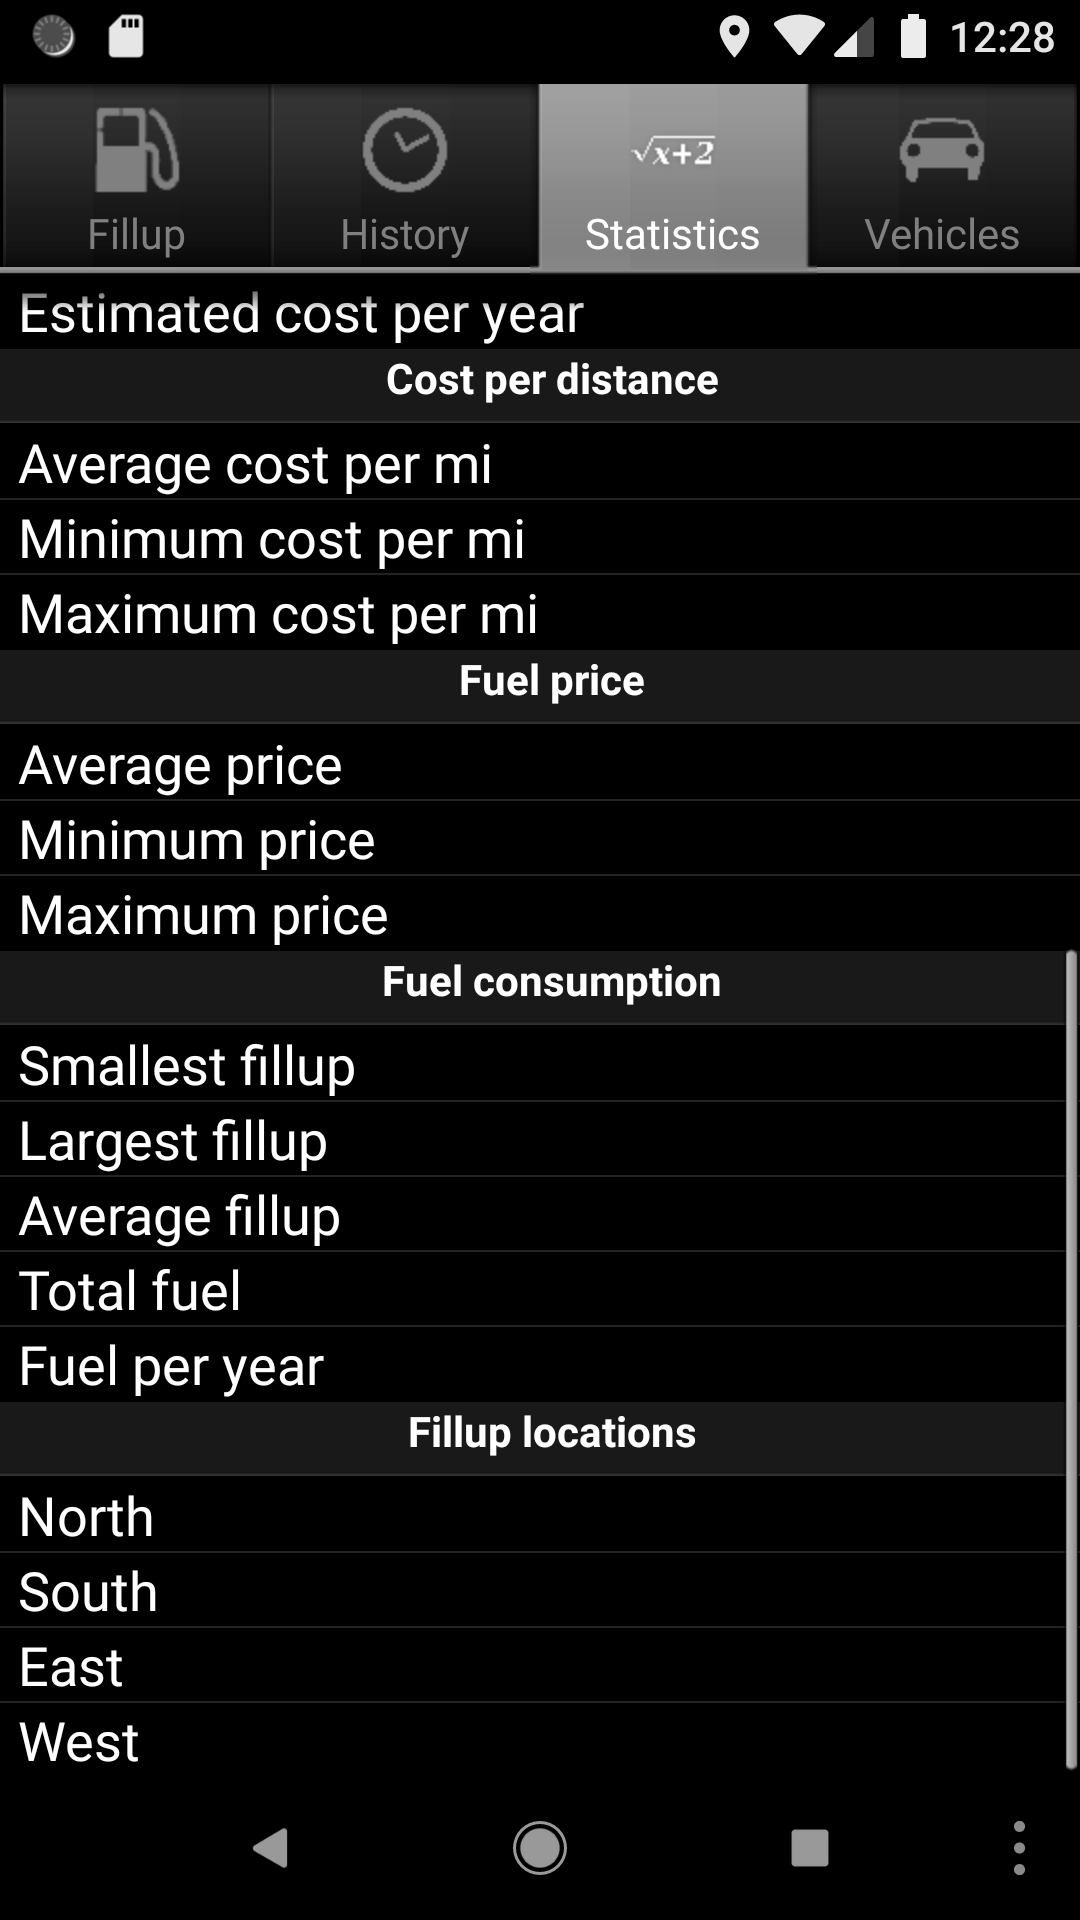 12:28
Fillup History √x+2 Statistics Vehicles
Estimated cost per year
Cost per distance
Average cost per mi
Minimum cost per mi
Maximum cost per mi
Fuel price
Average price
Minimum price
Maximum price
Fuel consumption
Smallest fillup
Largest fillup
Average fillup
Total fuel
Fuel per year
Fillup locations
North
South
East
West